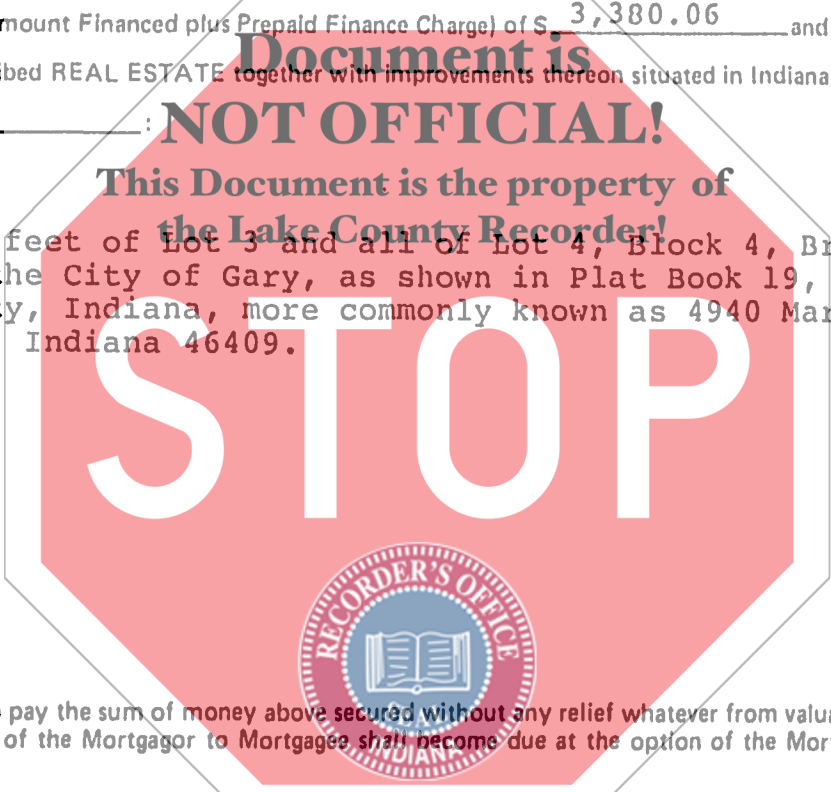 mount Financed plus Prepaid Finance Charge) of $ 3,380.06 and
Document is
bed REAL ESTATE together with improvements thereon situated in Indiana
NOT OFFICIAL!
:
This Document is the property of
the Lake County Recorder!
feet of Lot 3 and all of Lot 4, Block 4, Br
he City of Gary, as shown in Plat Book 19,
y, Indiana, more commonly known as 4940 Mar
Indiana 46409.
STOP
RECORDER'S OFFICE
INDIANA
pay the sum of money above secured without any relief whatever from valua
of the Mortgagor to Mortgagee shall become due at the option of the Mor